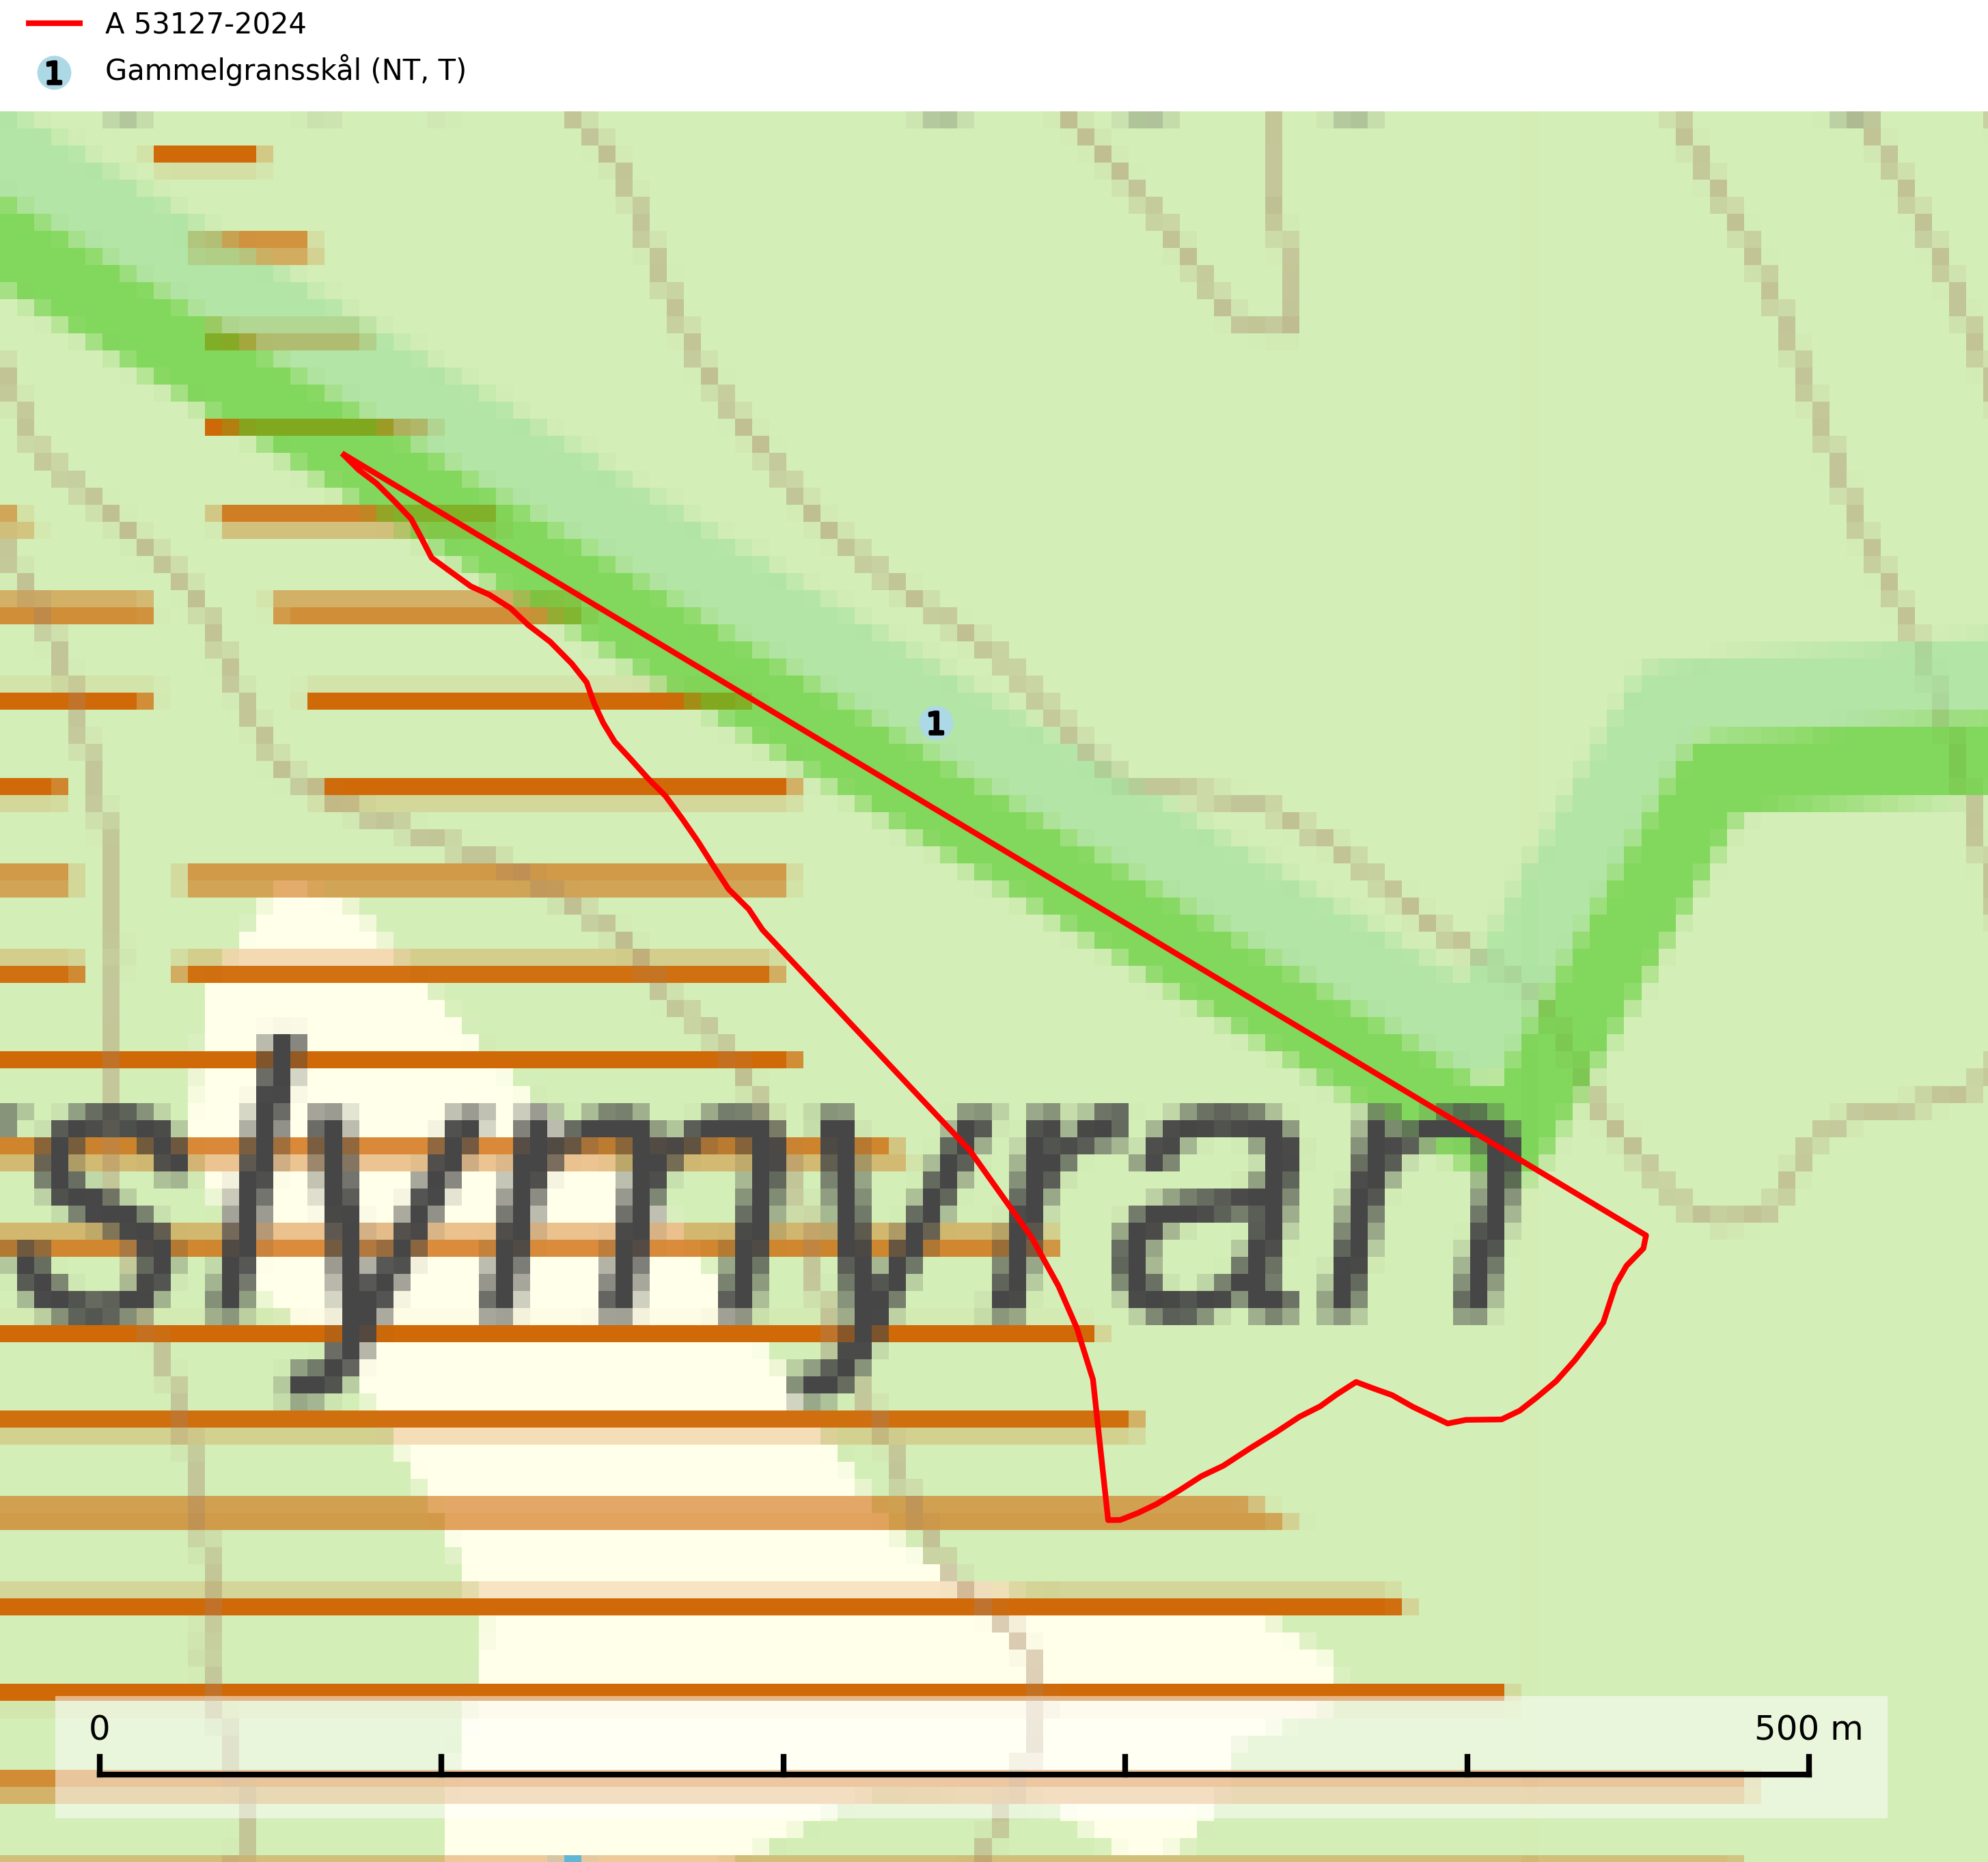 A 53127-2024
1 Gammelgransskål (NT, T)
1
Slymyran
0 500 m